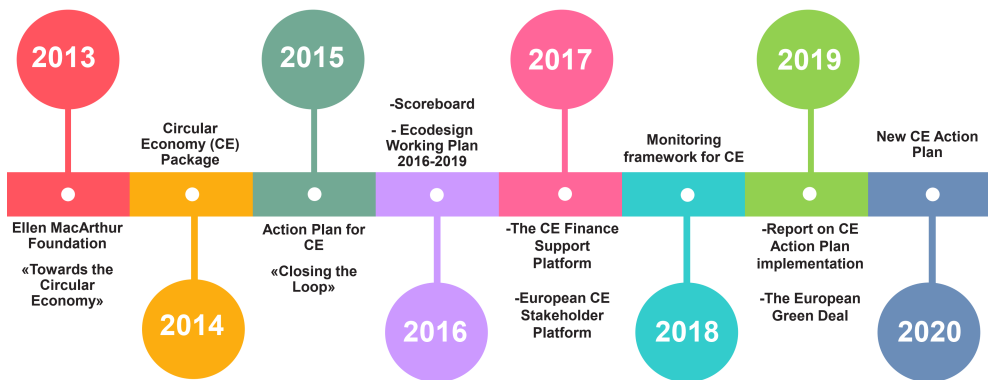 2013
Ellen MacArthur
Foundation
«Towards the
Circular
Economy»
Circular
Economy (CE)
Package
2014
2015
Action Plan for
CE
«Closing the
Loop»
-Scoreboard
- Ecodesign
Working Plan
2016-2019
2016
2017
-The CE Finance
Support
Platform
-European CE
Stakeholder
Platform
Monitoring
framework for CE
2018
2019
-Report on CE
Action Plan
implementation
-The European
Green Deal
New CE Action
Plan
2020